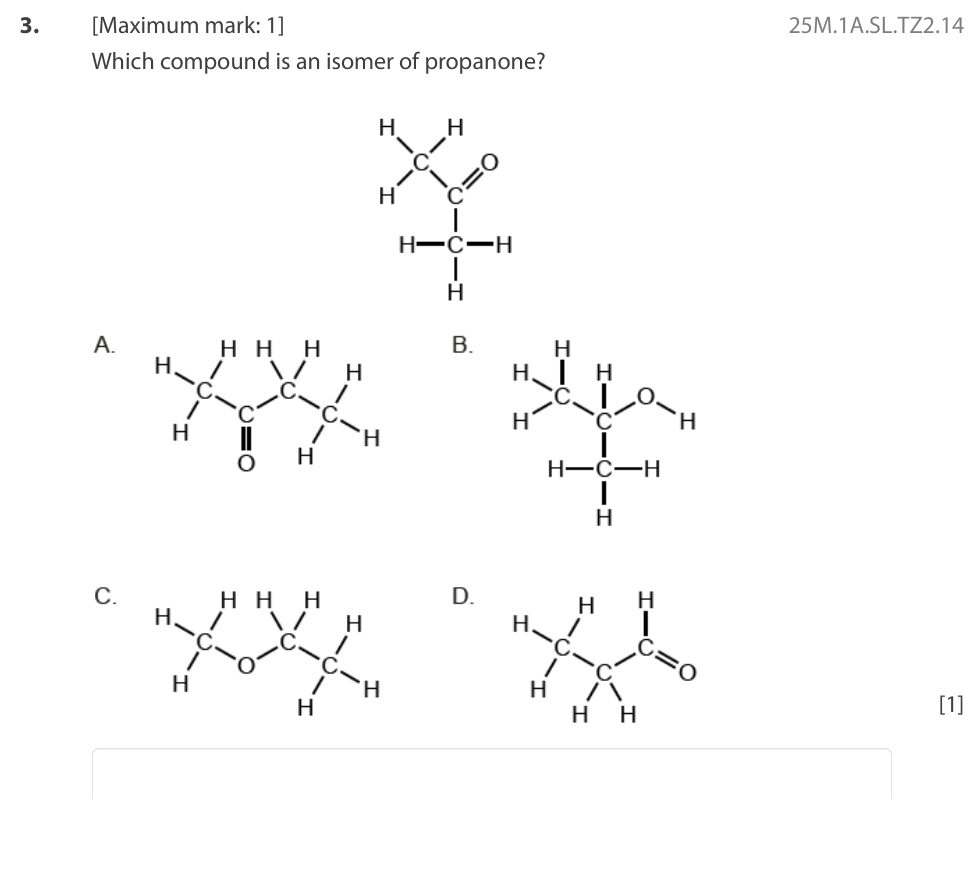 3. [Maximum mark: 1] 25M.1A.SL.TZ2.14
Which compound is an isomer of propanone?
H H
C O
H C
H C H
H
A. B.
H H H H
H H H H
C C C O
C C H C H
H H
O H H C H
H
C. D.
H H H H H
H H H
C C C C
O C C O
H H H
H H H
[1]